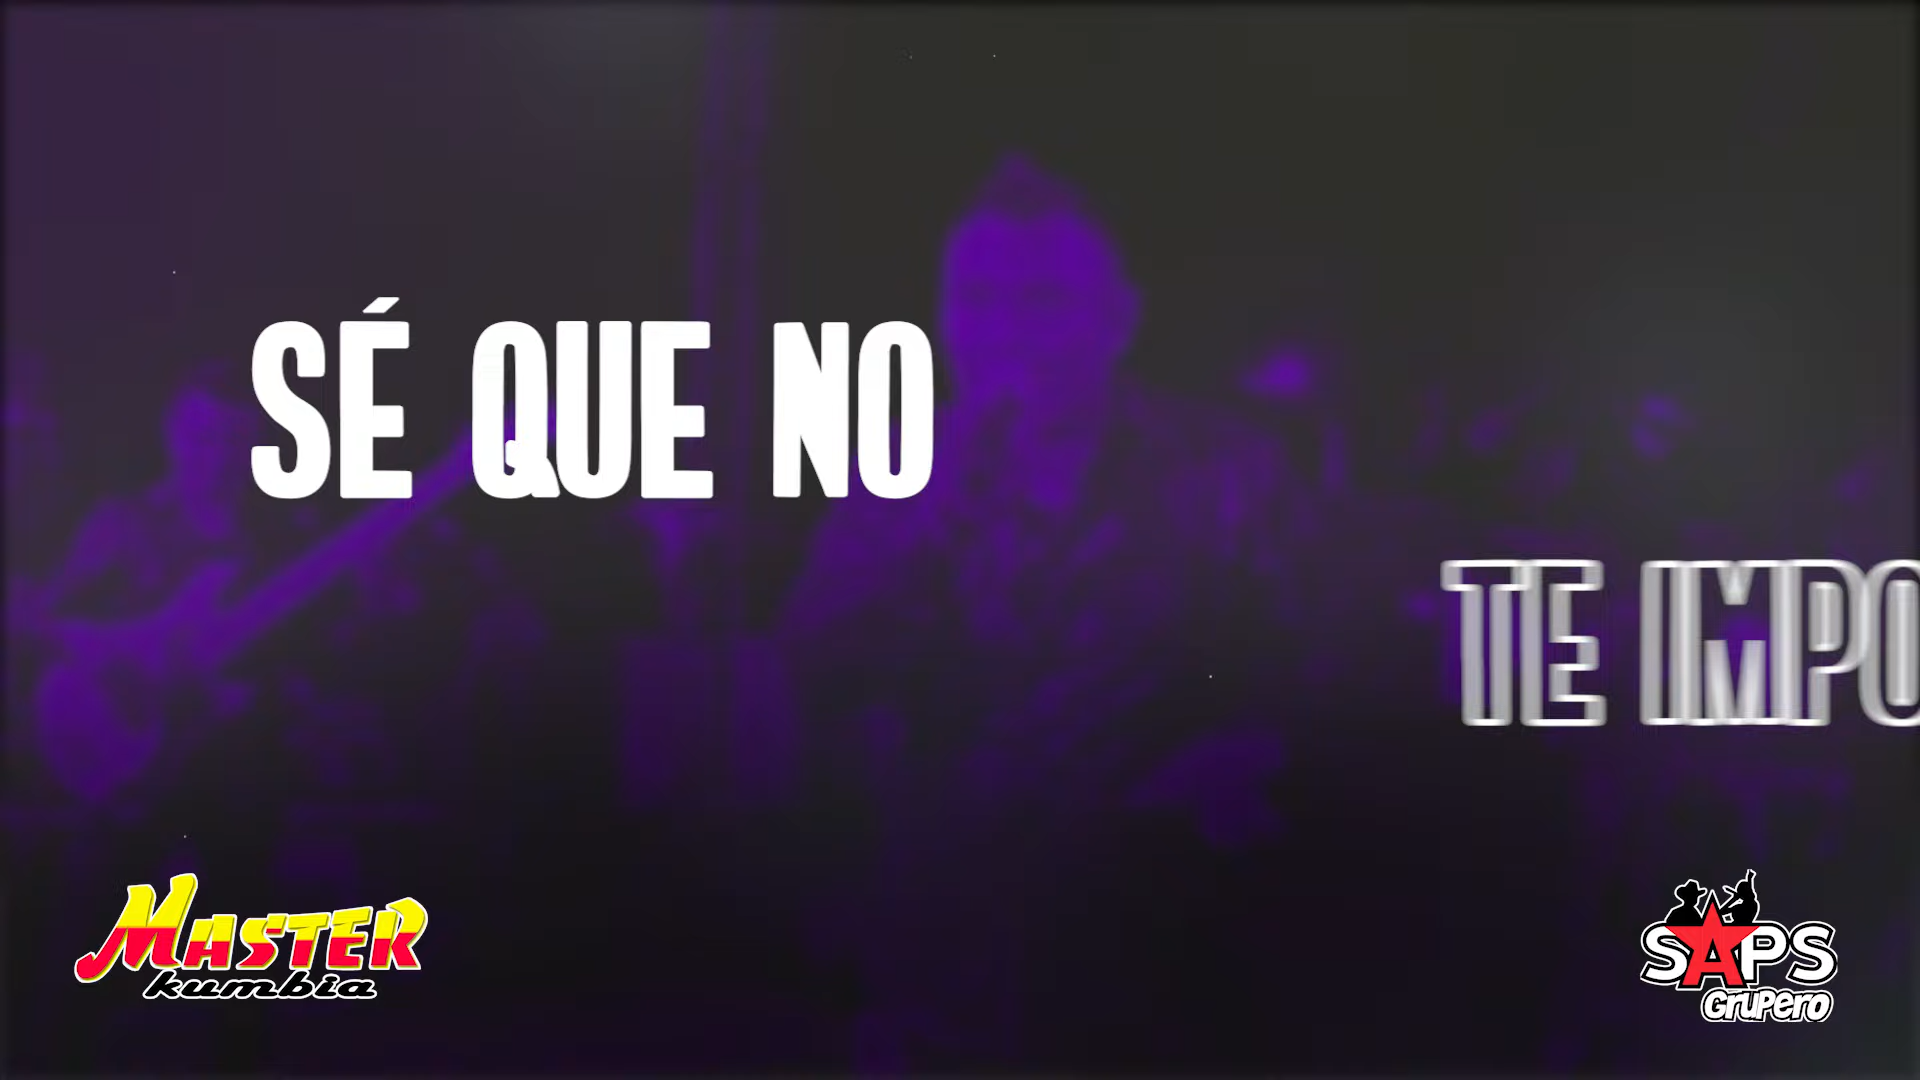 SÉ QUE NO
TE IMPO
MASTER
kumbia
SAPS
GRUPERO